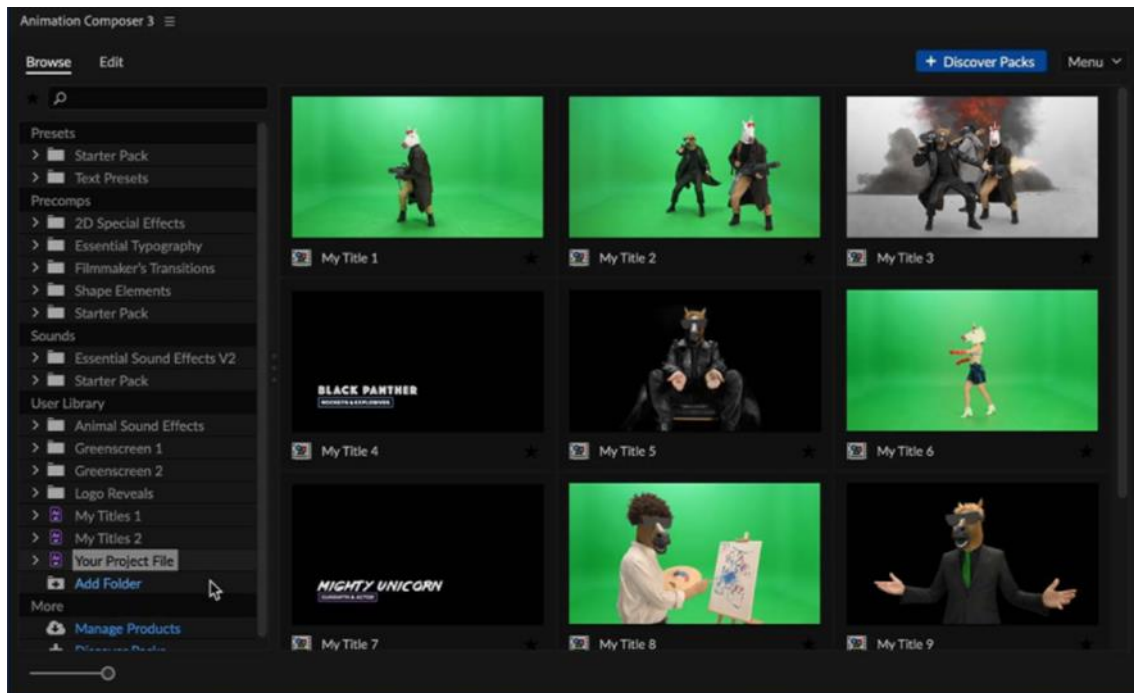 Animation Composer 3
Browse Edit
+ Discover Packs
Menu
Presets
Starter Pack
Text Presets
Precomps
2D Special Effects
Essential Typography
Filmmaker's Transitions
Shape Elements
Starter Pack
Sounds
Essential Sound Effects V2
Starter Pack
User Library
Animal Sound Effects
Greenscreen 1
Greenscreen 2
Logo Reveals
My Titles 1
My Titles 2
Your Project File
Add Folder
More
Manage Products
Discover Packs
My Title 1
My Title 2
My Title 3
BLACK PANTHER
ROCKETS & EXPLOSIVES
My Title 4
My Title 5
My Title 6
MIGHTY UNICORN
My Title 7
My Title 8
My Title 9